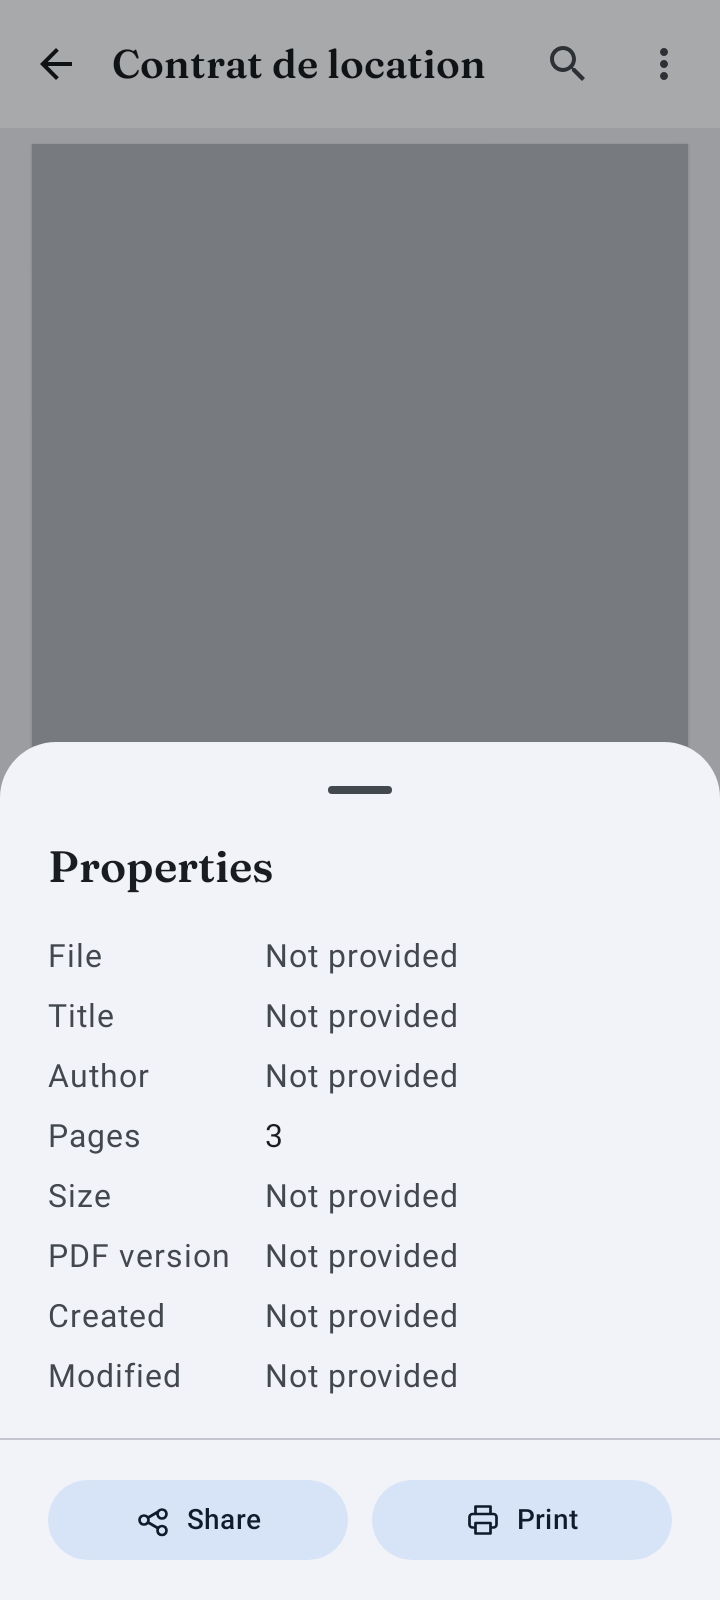 Contrat de location
Properties
File Not provided
Title Not provided
Author Not provided
Pages 3
Size Not provided
PDF version Not provided
Created Not provided
Modified Not provided
Share Print